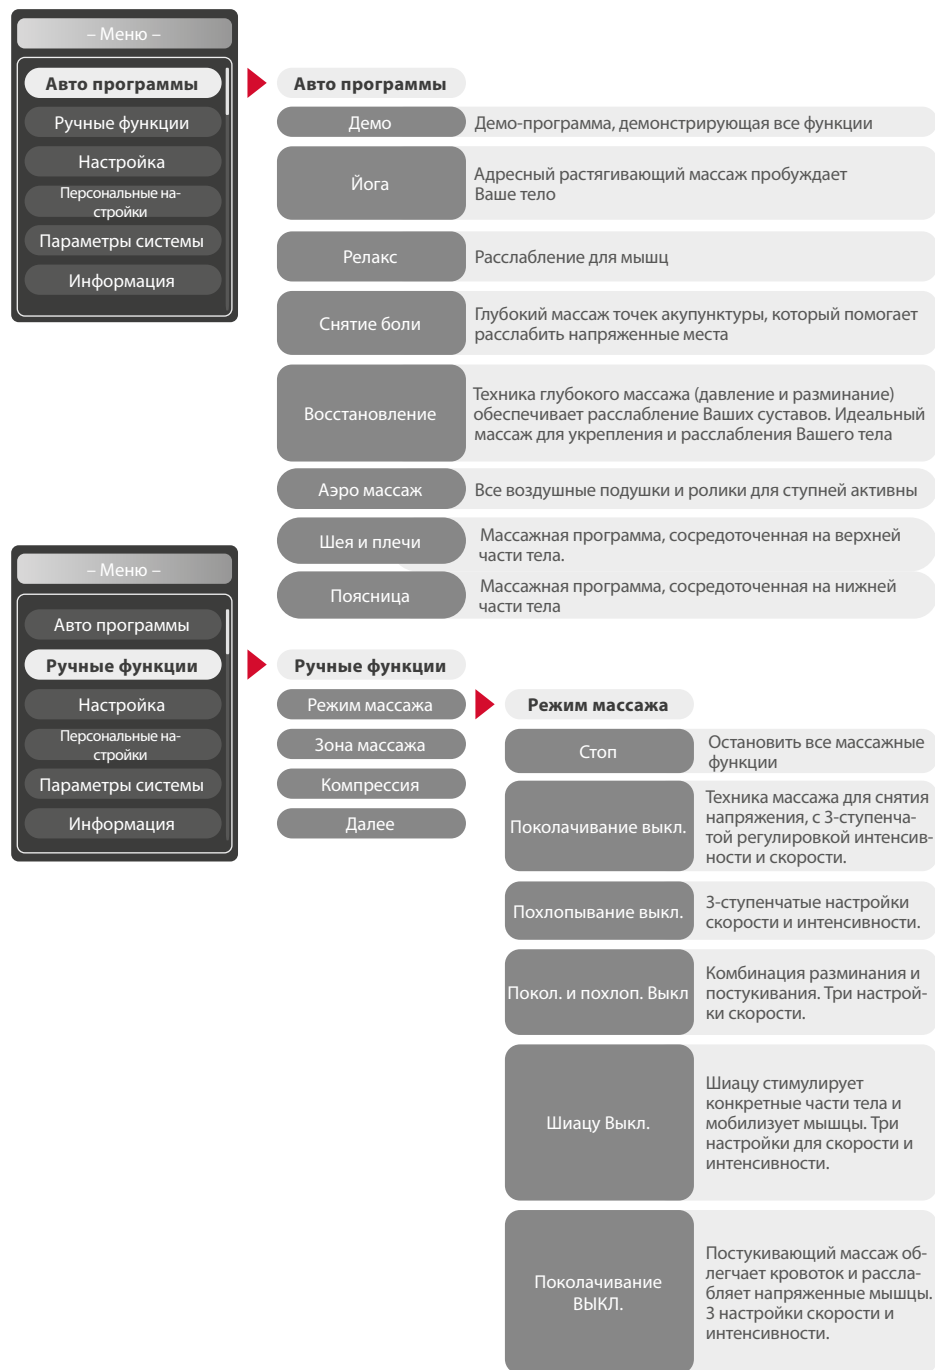 – Меню –
Авто программы
Ручные функции
Настройка
Персональные на-
стройки
Параметры системы
Информация
Авто программы
Демо
Демо-программа, демонстрирующая все функции
Йога
Адресный растягивающий массаж пробуждает
Ваше тело
Релакс
Расслабление для мышц
Снятие боли
Глубокий массаж точек акупунктуры, который помогает
расслабить напряженные места
Восстановление
Техника глубокого массажа (давление и разминание)
обеспечивает расслабление Ваших суставов. Идеальный
массаж для укрепления и расслабления Вашего тела
Аэро массаж
Все воздушные подушки и ролики для ступней активны
Шея и плечи
Массажная программа, сосредоточенная на верхней
части тела.
Поясница
Массажная программа, сосредоточенная на нижней
части тела
– Меню –
Авто программы
Ручные функции
Настройка
Персональные на-
стройки
Параметры системы
Информация
Ручные функции
Режим массажа
Зона массажа
Компрессия
Далее
Режим массажа
Стоп
Остановить все массажные
функции
Поколачивание выкл.
Техника массажа для снятия
напряжения, с 3-ступенча-
той регулировкой интенсив-
ности и скорости.
Похлопывание выкл.
3-ступенчатые настройки
скорости и интенсивности.
Покол. и похлоп. Выкл
Комбинация разминания и
постукивания. Три настрой-
ки скорости.
Шиацу Выкл.
Шиацу стимулирует
конкретные части тела и
мобилизует мышцы. Три
настройки для скорости и
интенсивности.
Поколачивание
ВЫКЛ.
Постукивающий массаж об-
легчает кровоток и рассла-
бляет напряженные мышцы.
3 настройки скорости и
интенсивности.